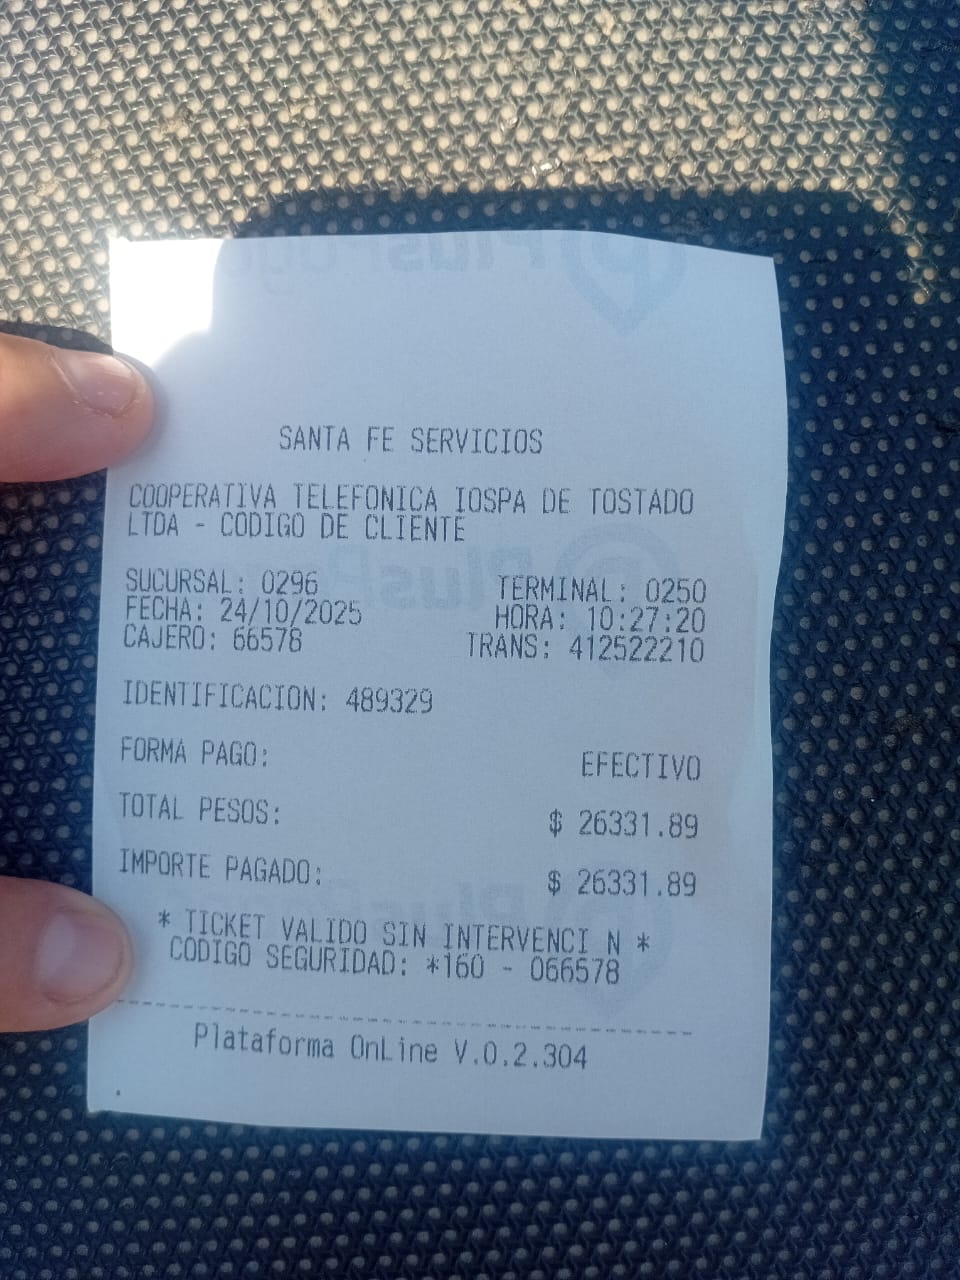 SANTA FE SERVICIOS
COOPERATIVA TELEFONICA IOSPA DE TOSTADO
LTDA - CODIGO DE CLIENTE
SUCURSAL: 0296 TERMINAL: 0250
FECHA: 24/10/2025 HORA: 10:27:20
CAJERO: 66578 TRANS: 412522210
IDENTIFICACION: 489329
FORMA PAGO: EFECTIVO
TOTAL PESOS: $ 26331.89
IMPORTE PAGADO: $ 26331.89
* TICKET VALIDO SIN INTERVENCI N *
CODIGO SEGURIDAD: *160 - 066578
Plataforma OnLine V.0.2.304